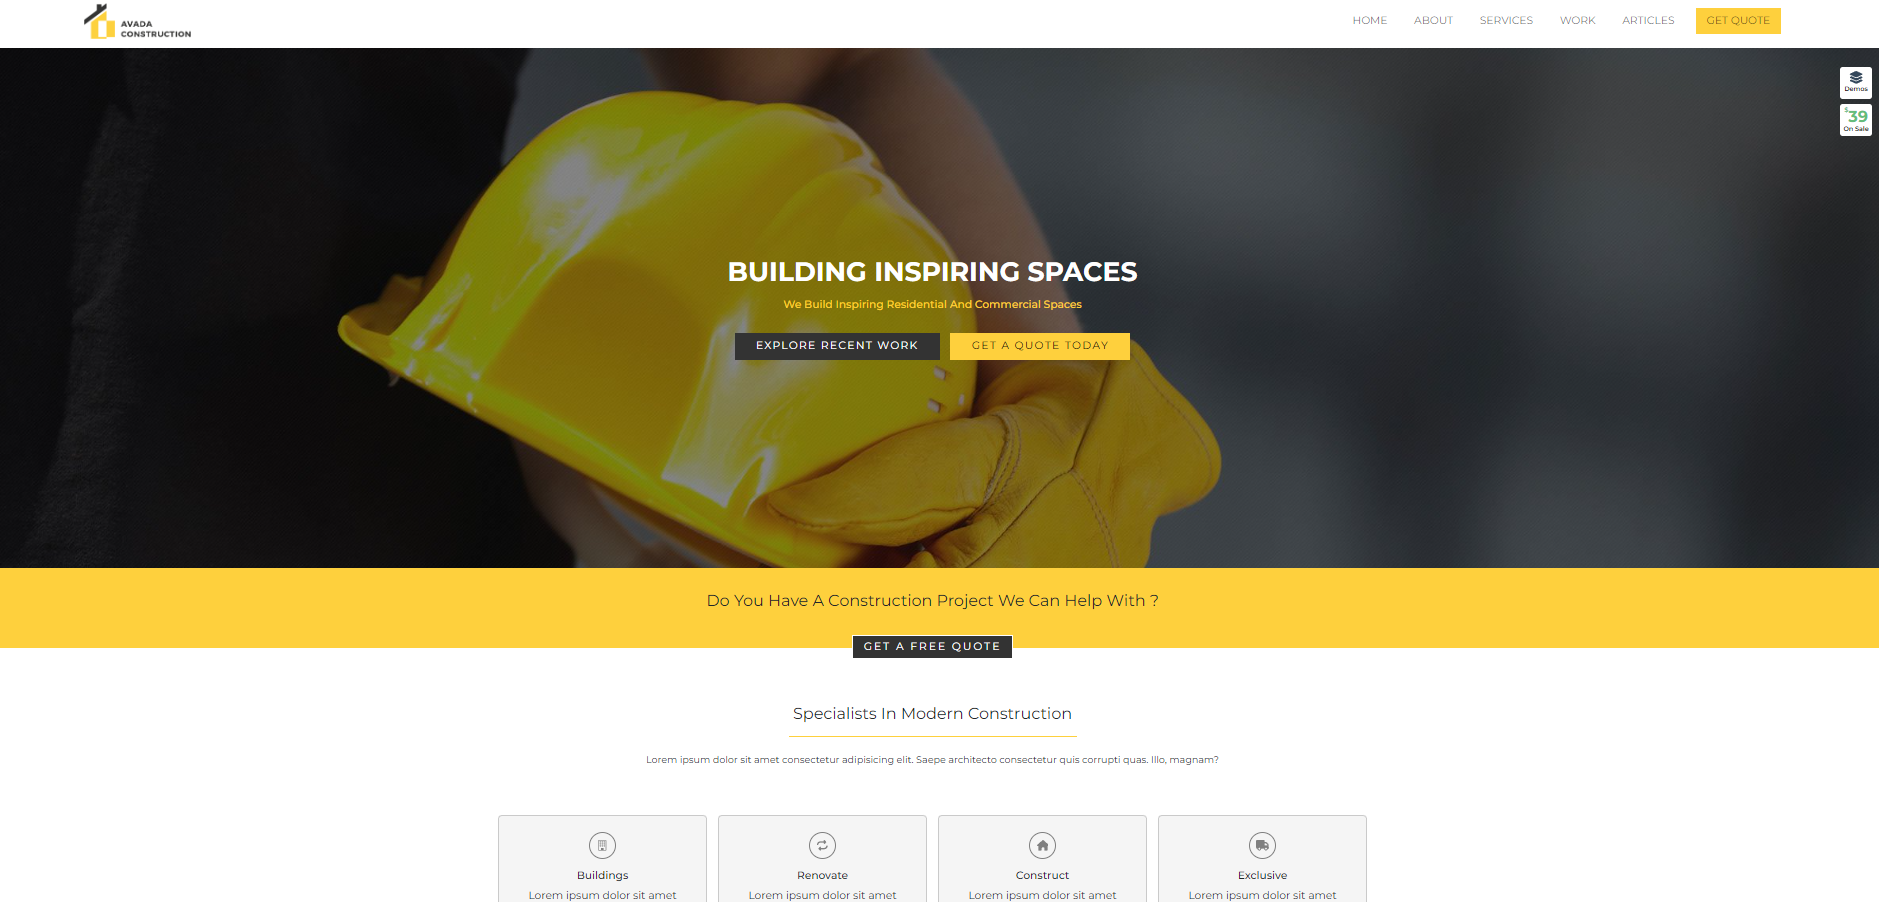 AVADA
CONSTRUCTION
HOME ABOUT SERVICES WORK ARTICLES GET QUOTE
Demos
$39
On Sale
BUILDING INSPIRING SPACES
We Build Inspiring Residential And Commercial Spaces
EXPLORE RECENT WORK GET A QUOTE TODAY
Do You Have A Construction Project We Can Help With ?
GET A FREE QUOTE
Specialists In Modern Construction
Lorem ipsum dolor sit amet consectetur adipisicing elit. Saepe architecto consectetur quis corrupti quas. Illo, magnam?
Buildings Renovate Construct Exclusive
Lorem ipsum dolor sit amet Lorem ipsum dolor sit amet Lorem ipsum dolor sit amet Lorem ipsum dolor sit amet